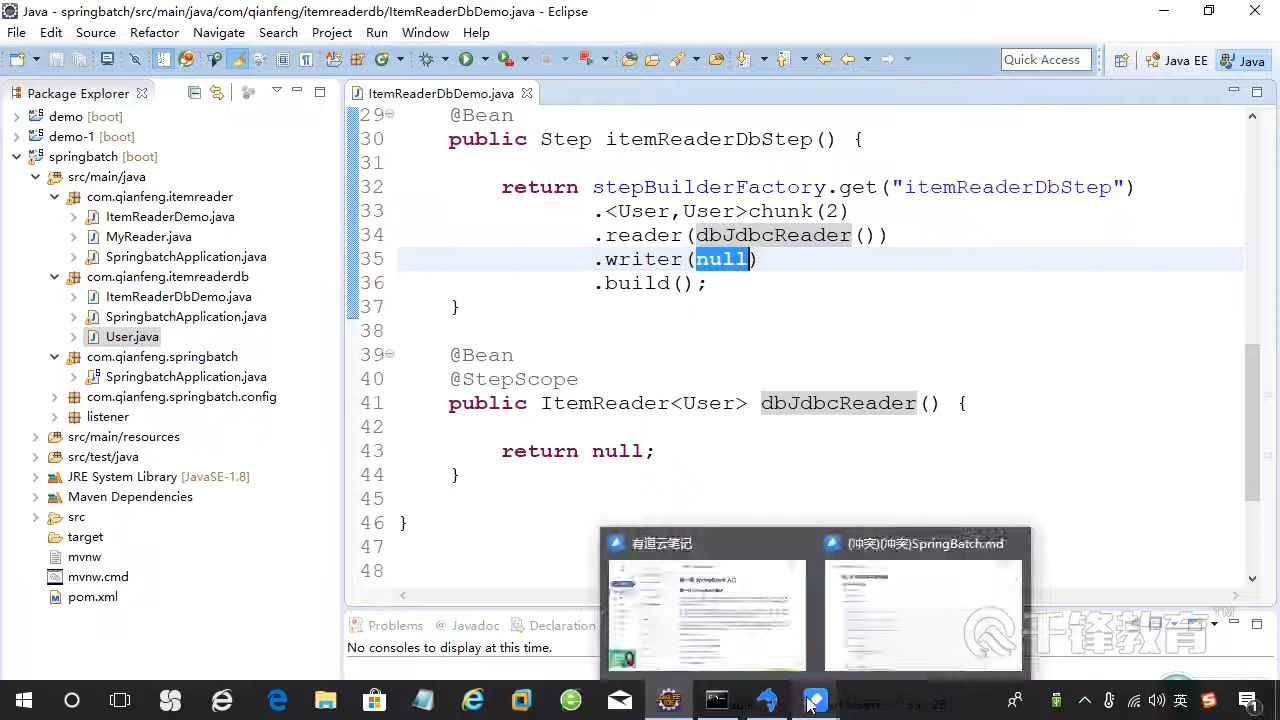 Java - springbatch/src/main/java/com/qianfeng/itemreaderdb/ItemReaderDbDemo.java - Eclipse
File Edit Source Refactor Navigate Search Project Run Window Help
Quick Access
Java EE
Java
Package Explorer
demo [boot]
demo-1 [boot]
springbatch [boot]
src/main/java
com.qianfeng.itemreader
ItemReaderDemo.java
MyReader.java
SpringbatchApplication.java
com.qianfeng.itemreaderdb
ItemReaderDbDemo.java
SpringbatchApplication.java
User.java
com.qianfeng.springbatch
SpringbatchApplication.java
com.qianfeng.springbatch.config
listener
src/main/resources
src/test/java
JRE System Library [JavaSE-1.8]
Maven Dependencies
src
target
mvnw
mvnw.cmd
pom.xml
ItemReaderDbDemo.java
29 @Bean
30 public Step itemReaderDbStep() {
31
32 return stepBuilderFactory.get("itemReaderDbStep")
33 .<User,User>chunk(2)
34 .reader(dbJdbcReader())
35 .writer(null)
36 .build();
37 }
38
39 @Bean
40 @StepScope
41 public ItemReader<User> dbJdbcReader() {
42
43 return null;
44 }
45
46 }
47
48
Problems @ Javadoc Declaration
No consoles to display at this time.
有道云笔记
(冲突)(冲突)SpringBatch.md
千锋教育
TM
英